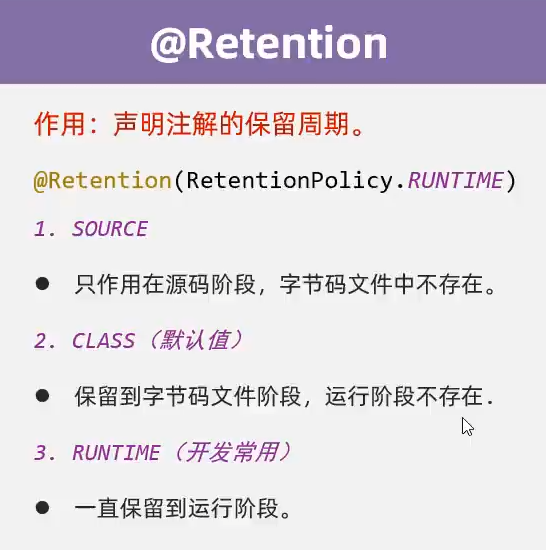 @Retention
作用：声明注解的保留周期。
@Retention(RetentionPolicy.RUNTIME)
1. SOURCE
● 只作用在源码阶段，字节码文件中不存在。
2. CLASS（默认值）
● 保留到字节码文件阶段，运行阶段不存在.
3. RUNTIME（开发常用）
● 一直保留到运行阶段。